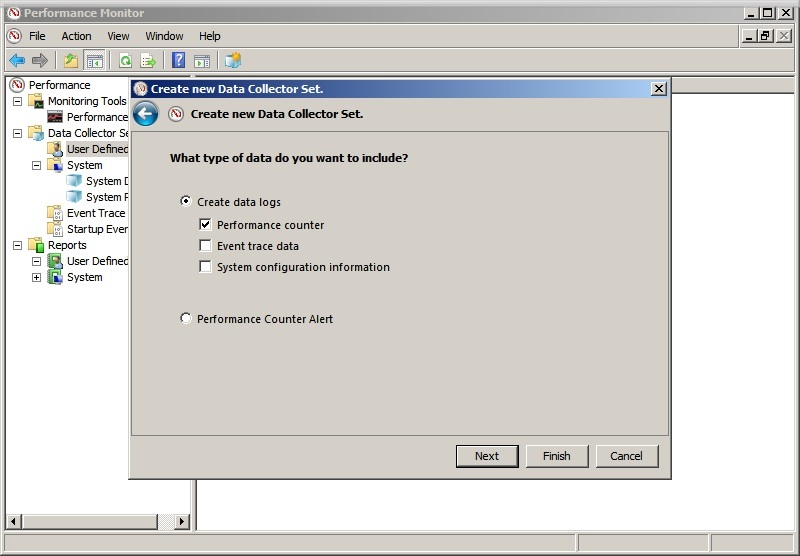 Performance Monitor
File Action View Window Help
Performance
Monitoring Tools
Performance
Data Collector Se
User Defined
System
System D
System P
Event Trace
Startup Even
Reports
User Defined
System
Create new Data Collector Set.
Create new Data Collector Set.
What type of data do you want to include?
Create data logs
Performance counter
Event trace data
System configuration information
Performance Counter Alert
Next Finish Cancel